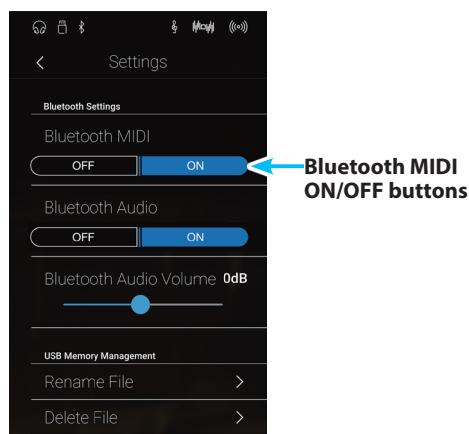 Settings
Bluetooth Settings
Bluetooth MIDI
OFF ON
Bluetooth MIDI
ON/OFF buttons
Bluetooth Audio
OFF ON
Bluetooth Audio Volume 0dB
USB Memory Management
Rename File
Delete File